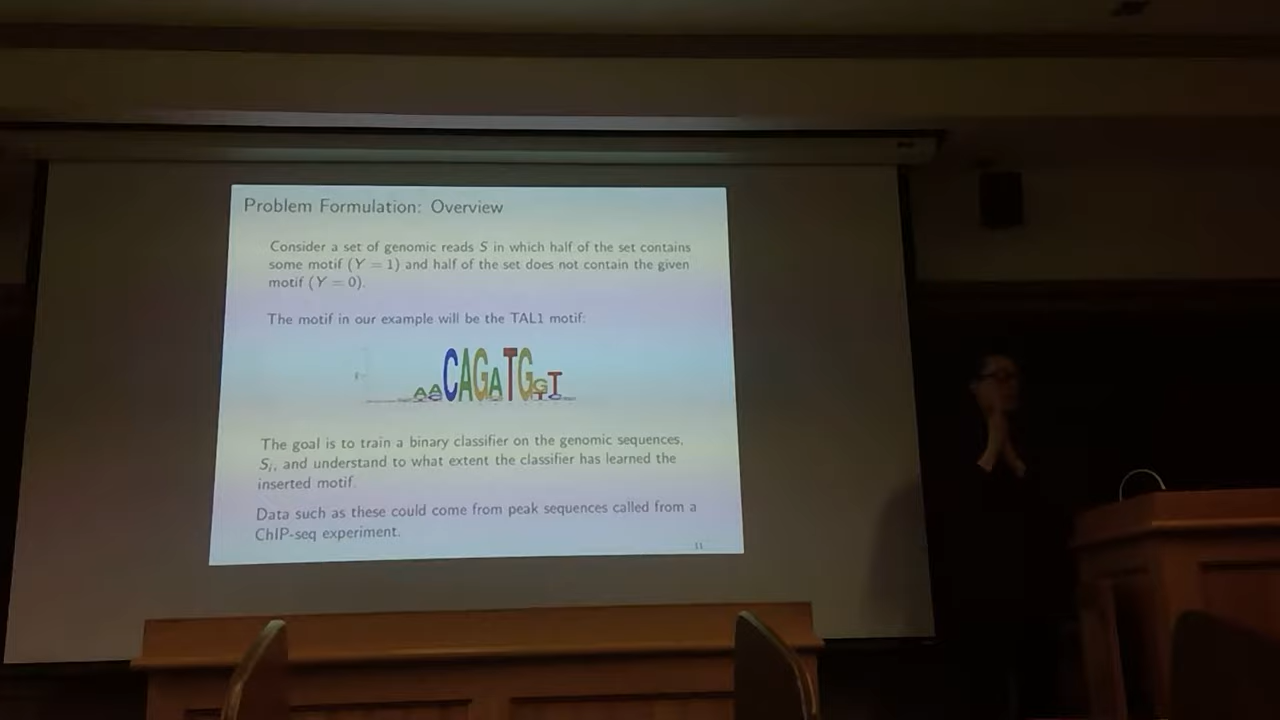 Problem Formulation: Overview
Consider a set of genomic reads S in which half of the set contains
some motif (Y = 1) and half of the set does not contain the given
motif (Y = 0).
The motif in our example will be the TAL1 motif:
AACAGATGGT
The goal is to train a binary classifier on the genomic sequences,
Si, and understand to what extent the classifier has learned the
inserted motif.
Data such as these could come from peak sequences called from a
ChIP-seq experiment.
11